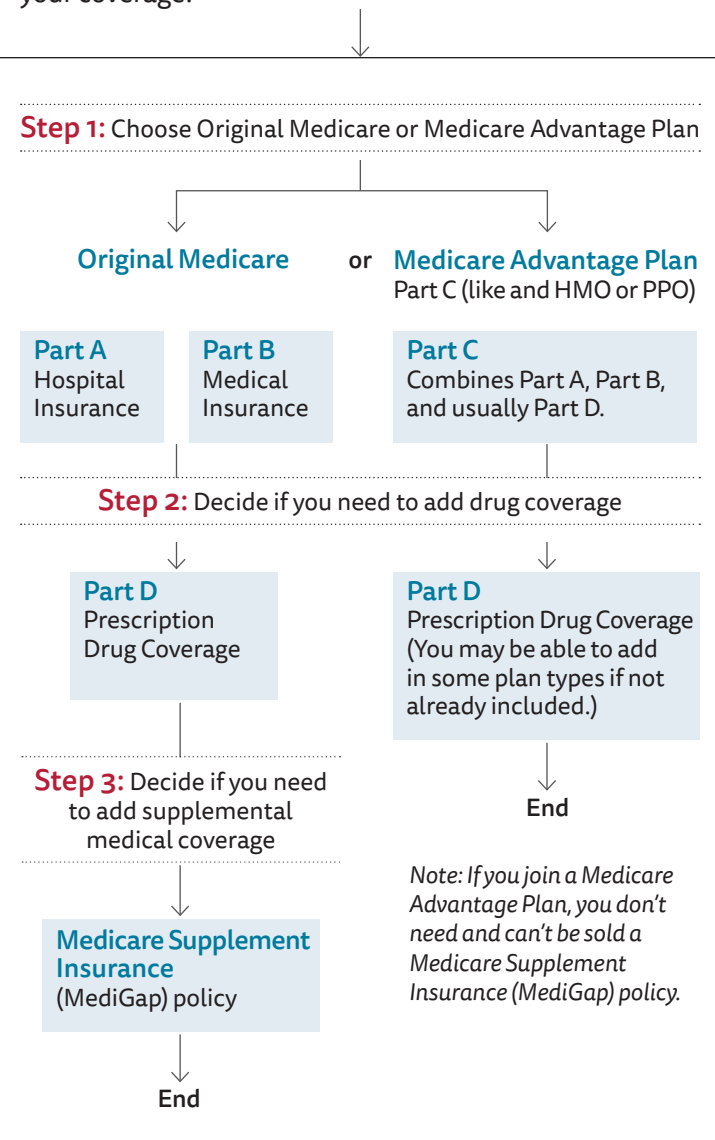 your coverage.
Step 1: Choose Original Medicare or Medicare Advantage Plan
Original Medicare
or
Medicare Advantage Plan
Part C (like and HMO or PPO)
Part A
Hospital
Insurance
Part B
Medical
Insurance
Part C
Combines Part A, Part B,
and usually Part D.
Step 2: Decide if you need to add drug coverage
Part D
Prescription
Drug Coverage
Part D
Prescription Drug Coverage
(You may be able to add
in some plan types if not
already included.)
Step 3: Decide if you need
to add supplemental
medical coverage
Medicare Supplement
Insurance
(MediGap) policy
End
End
Note: If you join a Medicare
Advantage Plan, you don't
need and can't be sold a
Medicare Supplement
Insurance (MediGap) policy.